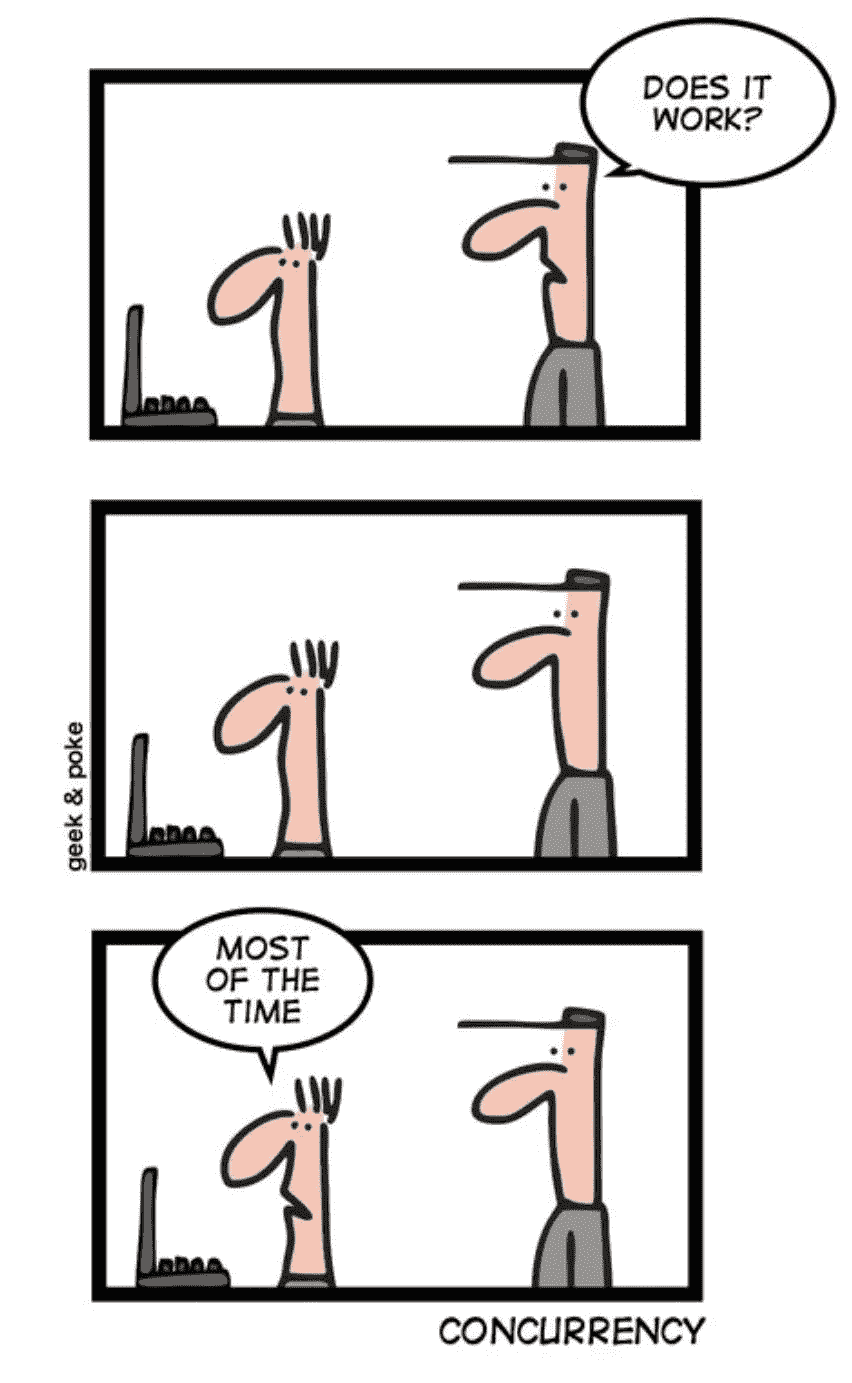 DOES IT
WORK?
geek & poke
MOST
OF THE
TIME
CONCURRENCY